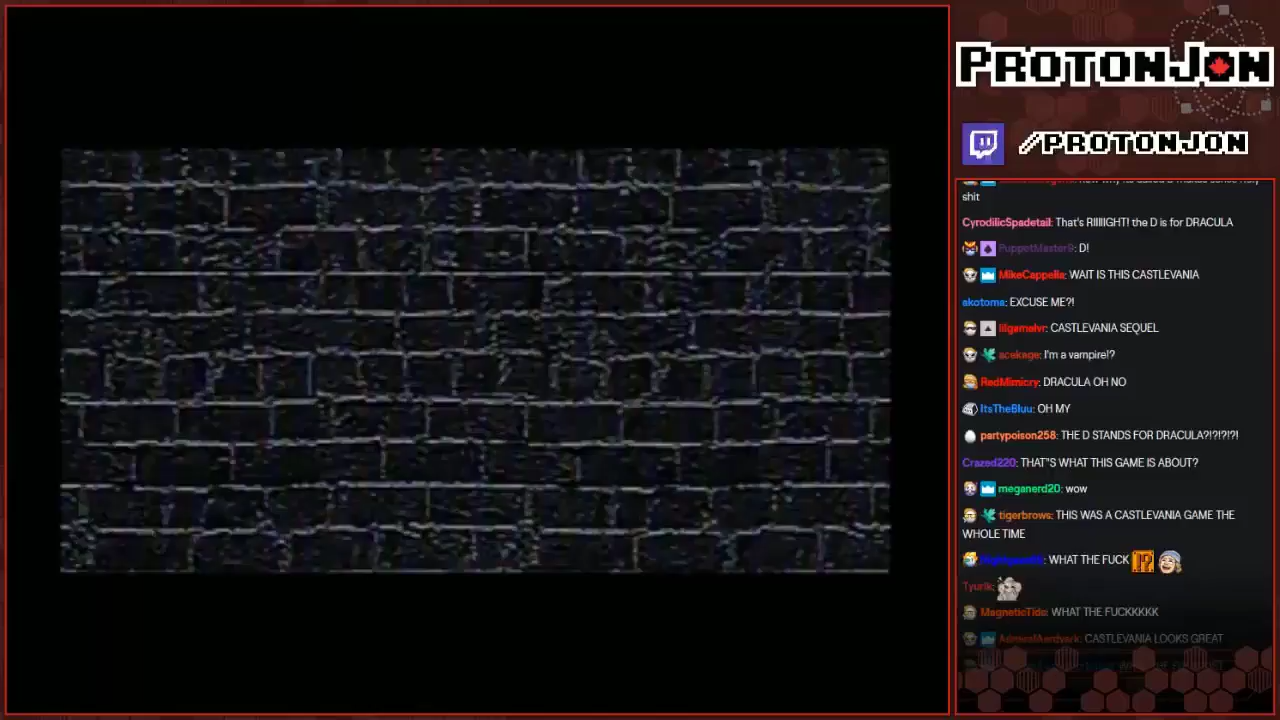 PROTONJON
/PROTONJON
shit
CyrodilicSpadetail: That's RIIIIIGHT! the D is for DRACULA
PuppetMaster9: D!
MikeCappella: WAIT IS THIS CASTLEVANIA
akotoma: EXCUSE ME?!
lilgamelvr: CASTLEVANIA SEQUEL
acekage: I'm a vampire!?
RedMimicry: DRACULA OH NO
ItsTheBluu: OH MY
partypoison258: THE D STANDS FOR DRACULA?!?!?!?!
Crazed220: THAT"S WHAT THIS GAME IS ABOUT?
meganerd20: wow
tigerbrows: THIS WAS A CASTLEVANIA GAME THE
WHOLE TIME
: WHAT THE FUCK
Tyurik:
MagneticTide: WHAT THE FUCKKKKK
AdmiralAardvark: CASTLEVANIA LOOKS GREAT